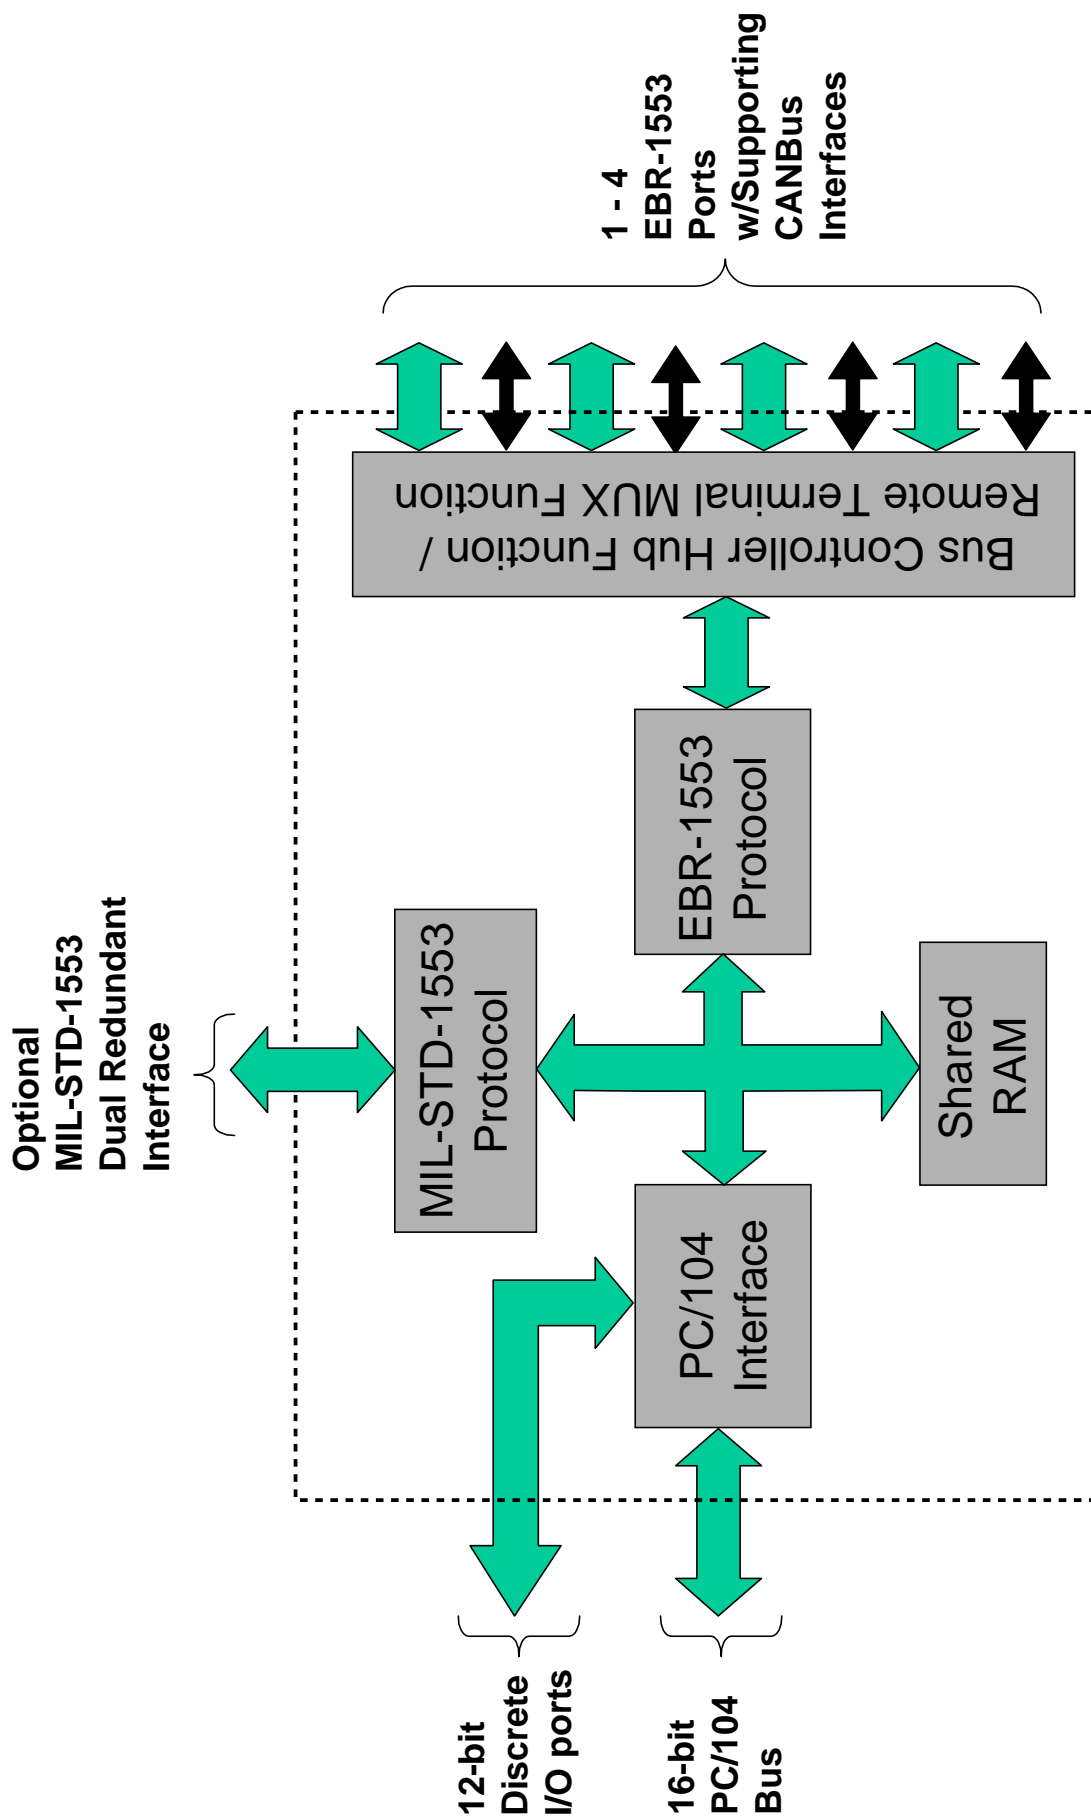 Optional
MIL-STD-1553
Dual Redundant
Interface
12-bit
Discrete
I/O ports
16-bit
PC/104
Bus
MIL-STD-1553
Protocol
PC/104
Interface
EBR-1553
Protocol
Shared
RAM
Bus Controller Hub Function /
Remote Terminal MUX Function
1 - 4
EBR-1553
Ports
w/Supporting
CANBus
Interfaces